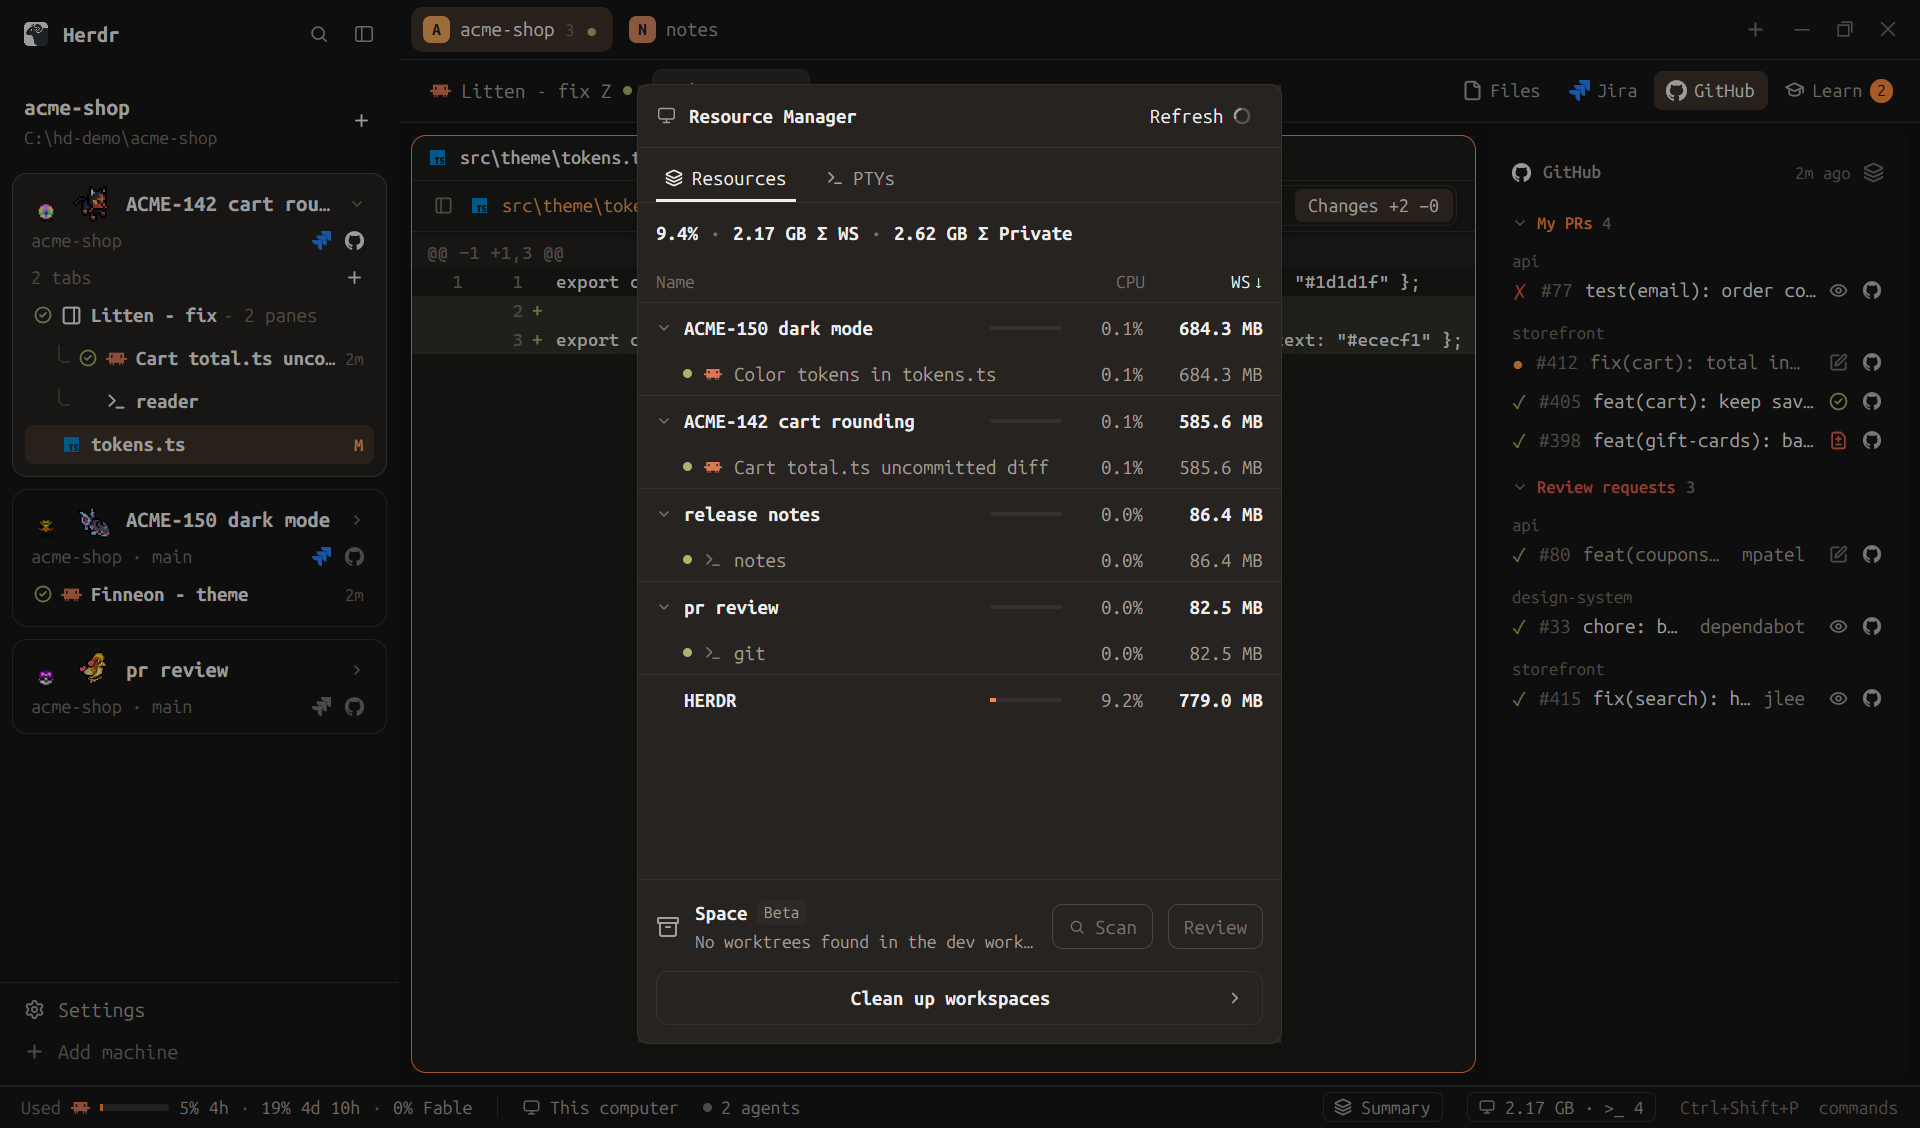 Herdr
A acme-shop 3
N notes
acme-shop
C:\hd-demo\acme-shop
ACME-142 cart rou…
acme-shop
2 tabs
Litten - fix - 2 panes
Cart total.ts unco… 2m
reader
TS tokens.ts M
ACME-150 dark mode
acme-shop · main
Finneon - theme 2m
pr review
acme-shop · main
Settings
+ Add machine
Litten - fix Z
Files
Jira
GitHub
Learn 2
TS src\theme\tokens.t
TS src\theme\toke
Changes +2 −0
@@ −1 +1,3 @@
1 1 export c "#1d1d1f" };
2 +
3 + export c ext: "#ececf1" };
Resource Manager
Refresh
Resources
PTYs
9.4% · 2.17 GB Σ WS · 2.62 GB Σ Private
Name CPU WS↓
ACME-150 dark mode 0.1% 684.3 MB
Color tokens in tokens.ts 0.1% 684.3 MB
ACME-142 cart rounding 0.1% 585.6 MB
Cart total.ts uncommitted diff 0.1% 585.6 MB
release notes 0.0% 86.4 MB
notes 0.0% 86.4 MB
pr review 0.0% 82.5 MB
git 0.0% 82.5 MB
HERDR 9.2% 779.0 MB
Space Beta
No worktrees found in the dev work…
Scan
Review
Clean up workspaces
GitHub 2m ago
My PRs 4
api
#77 test(email): order co…
storefront
#412 fix(cart): total in…
#405 feat(cart): keep sav…
#398 feat(gift-cards): ba…
Review requests 3
api
#80 feat(coupons… mpatel
design-system
#33 chore: b… dependabot
storefront
#415 fix(search): h… jlee
Used 5% 4h · 19% 4d 10h · 0% Fable
This computer
2 agents
Summary
2.17 GB · >_ 4
Ctrl+Shift+P commands